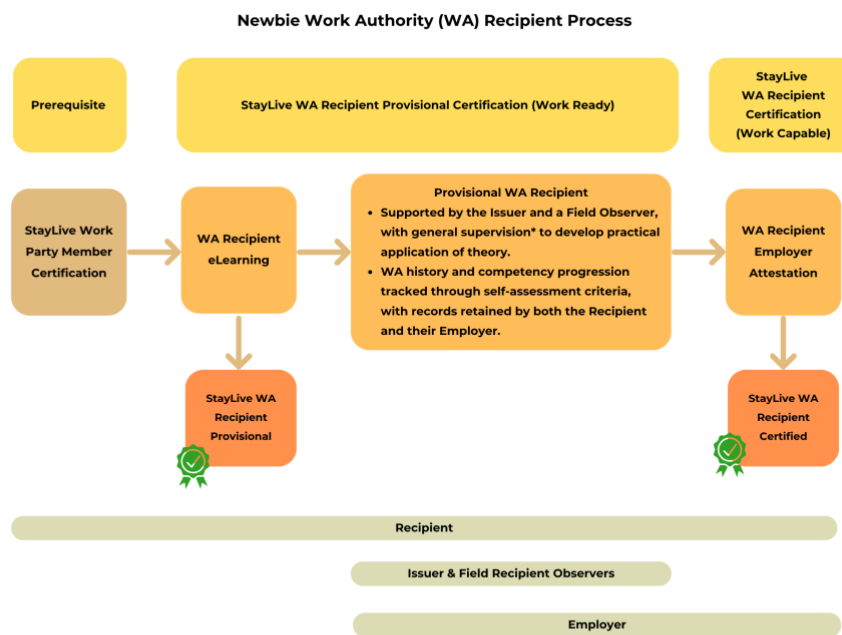 Newbie Work Authority (WA) Recipient Process
Prerequisite
StayLive WA Recipient Provisional Certification (Work Ready)
StayLive
WA Recipient
Certification
(Work Capable)
StayLive Work
Party Member
Certification
WA Recipient
eLearning
Provisional WA Recipient
• Supported by the Issuer and a Field Observer,
with general supervision* to develop practical
application of theory.
• WA history and competency progression
tracked through self-assessment criteria,
with records retained by both the Recipient
and their Employer.
WA Recipient
Employer
Attestation
StayLive WA
Recipient
Provisional
StayLive WA
Recipient
Certified
Recipient
Issuer & Field Recipient Observers
Employer